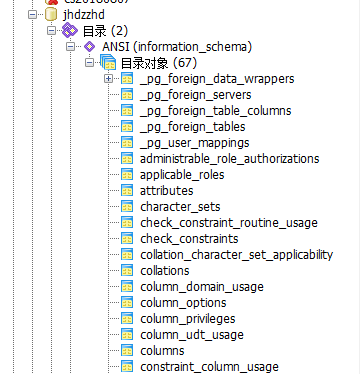 jhdzzhd
目录 (2)
ANSI (information_schema)
目录对象 (67)
_pg_foreign_data_wrappers
_pg_foreign_servers
_pg_foreign_table_columns
_pg_foreign_tables
_pg_user_mappings
administrable_role_authorizations
applicable_roles
attributes
character_sets
check_constraint_routine_usage
check_constraints
collation_character_set_applicability
collations
column_domain_usage
column_options
column_privileges
column_udt_usage
columns
constraint_column_usage